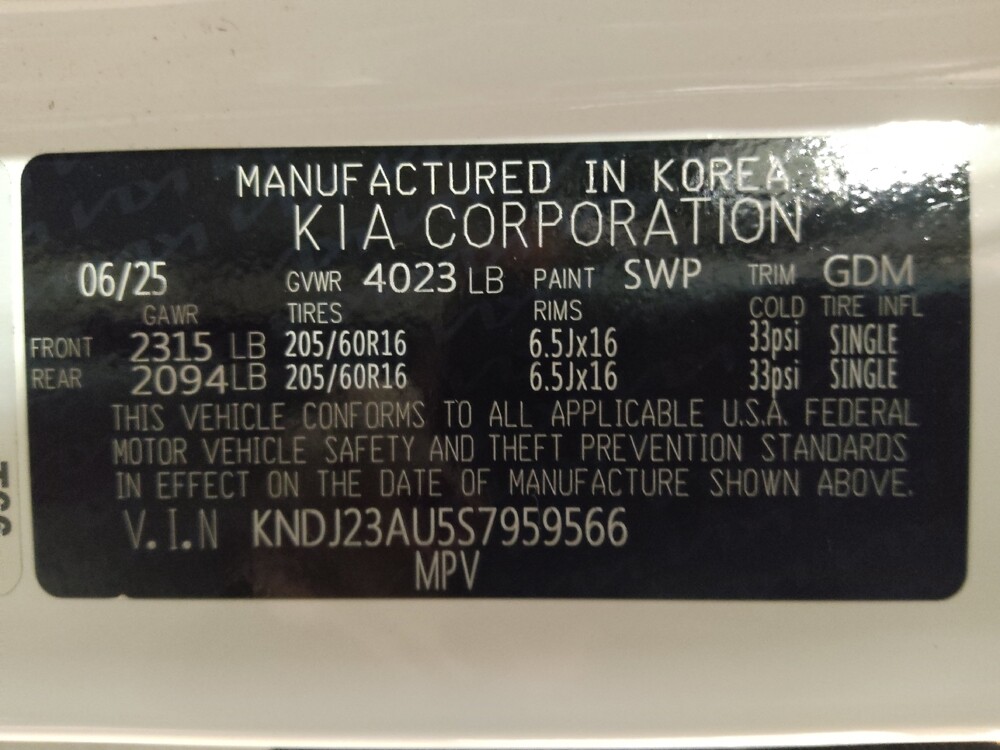 MANUFACTURED IN KOREA
KIA CORPORATION
06/25 GVWR 4023 LB PAINT SWP TRIM GDM
GAWR TIRES RIMS COLD TIRE INFL
FRONT 2315 LB 205/60R16 6.5Jx16 33psi SINGLE
REAR 2094LB 205/60R16 6.5Jx16 33psi SINGLE
THIS VEHICLE CONFORMS TO ALL APPLICABLE U.S.A. FEDERAL
MOTOR VEHICLE SAFETY AND THEFT PREVENTION STANDARDS
IN EFFECT ON THE DATE OF MANUFACTURE SHOWN ABOVE.
V.I.N KNDJ23AU5S7959566
MPV